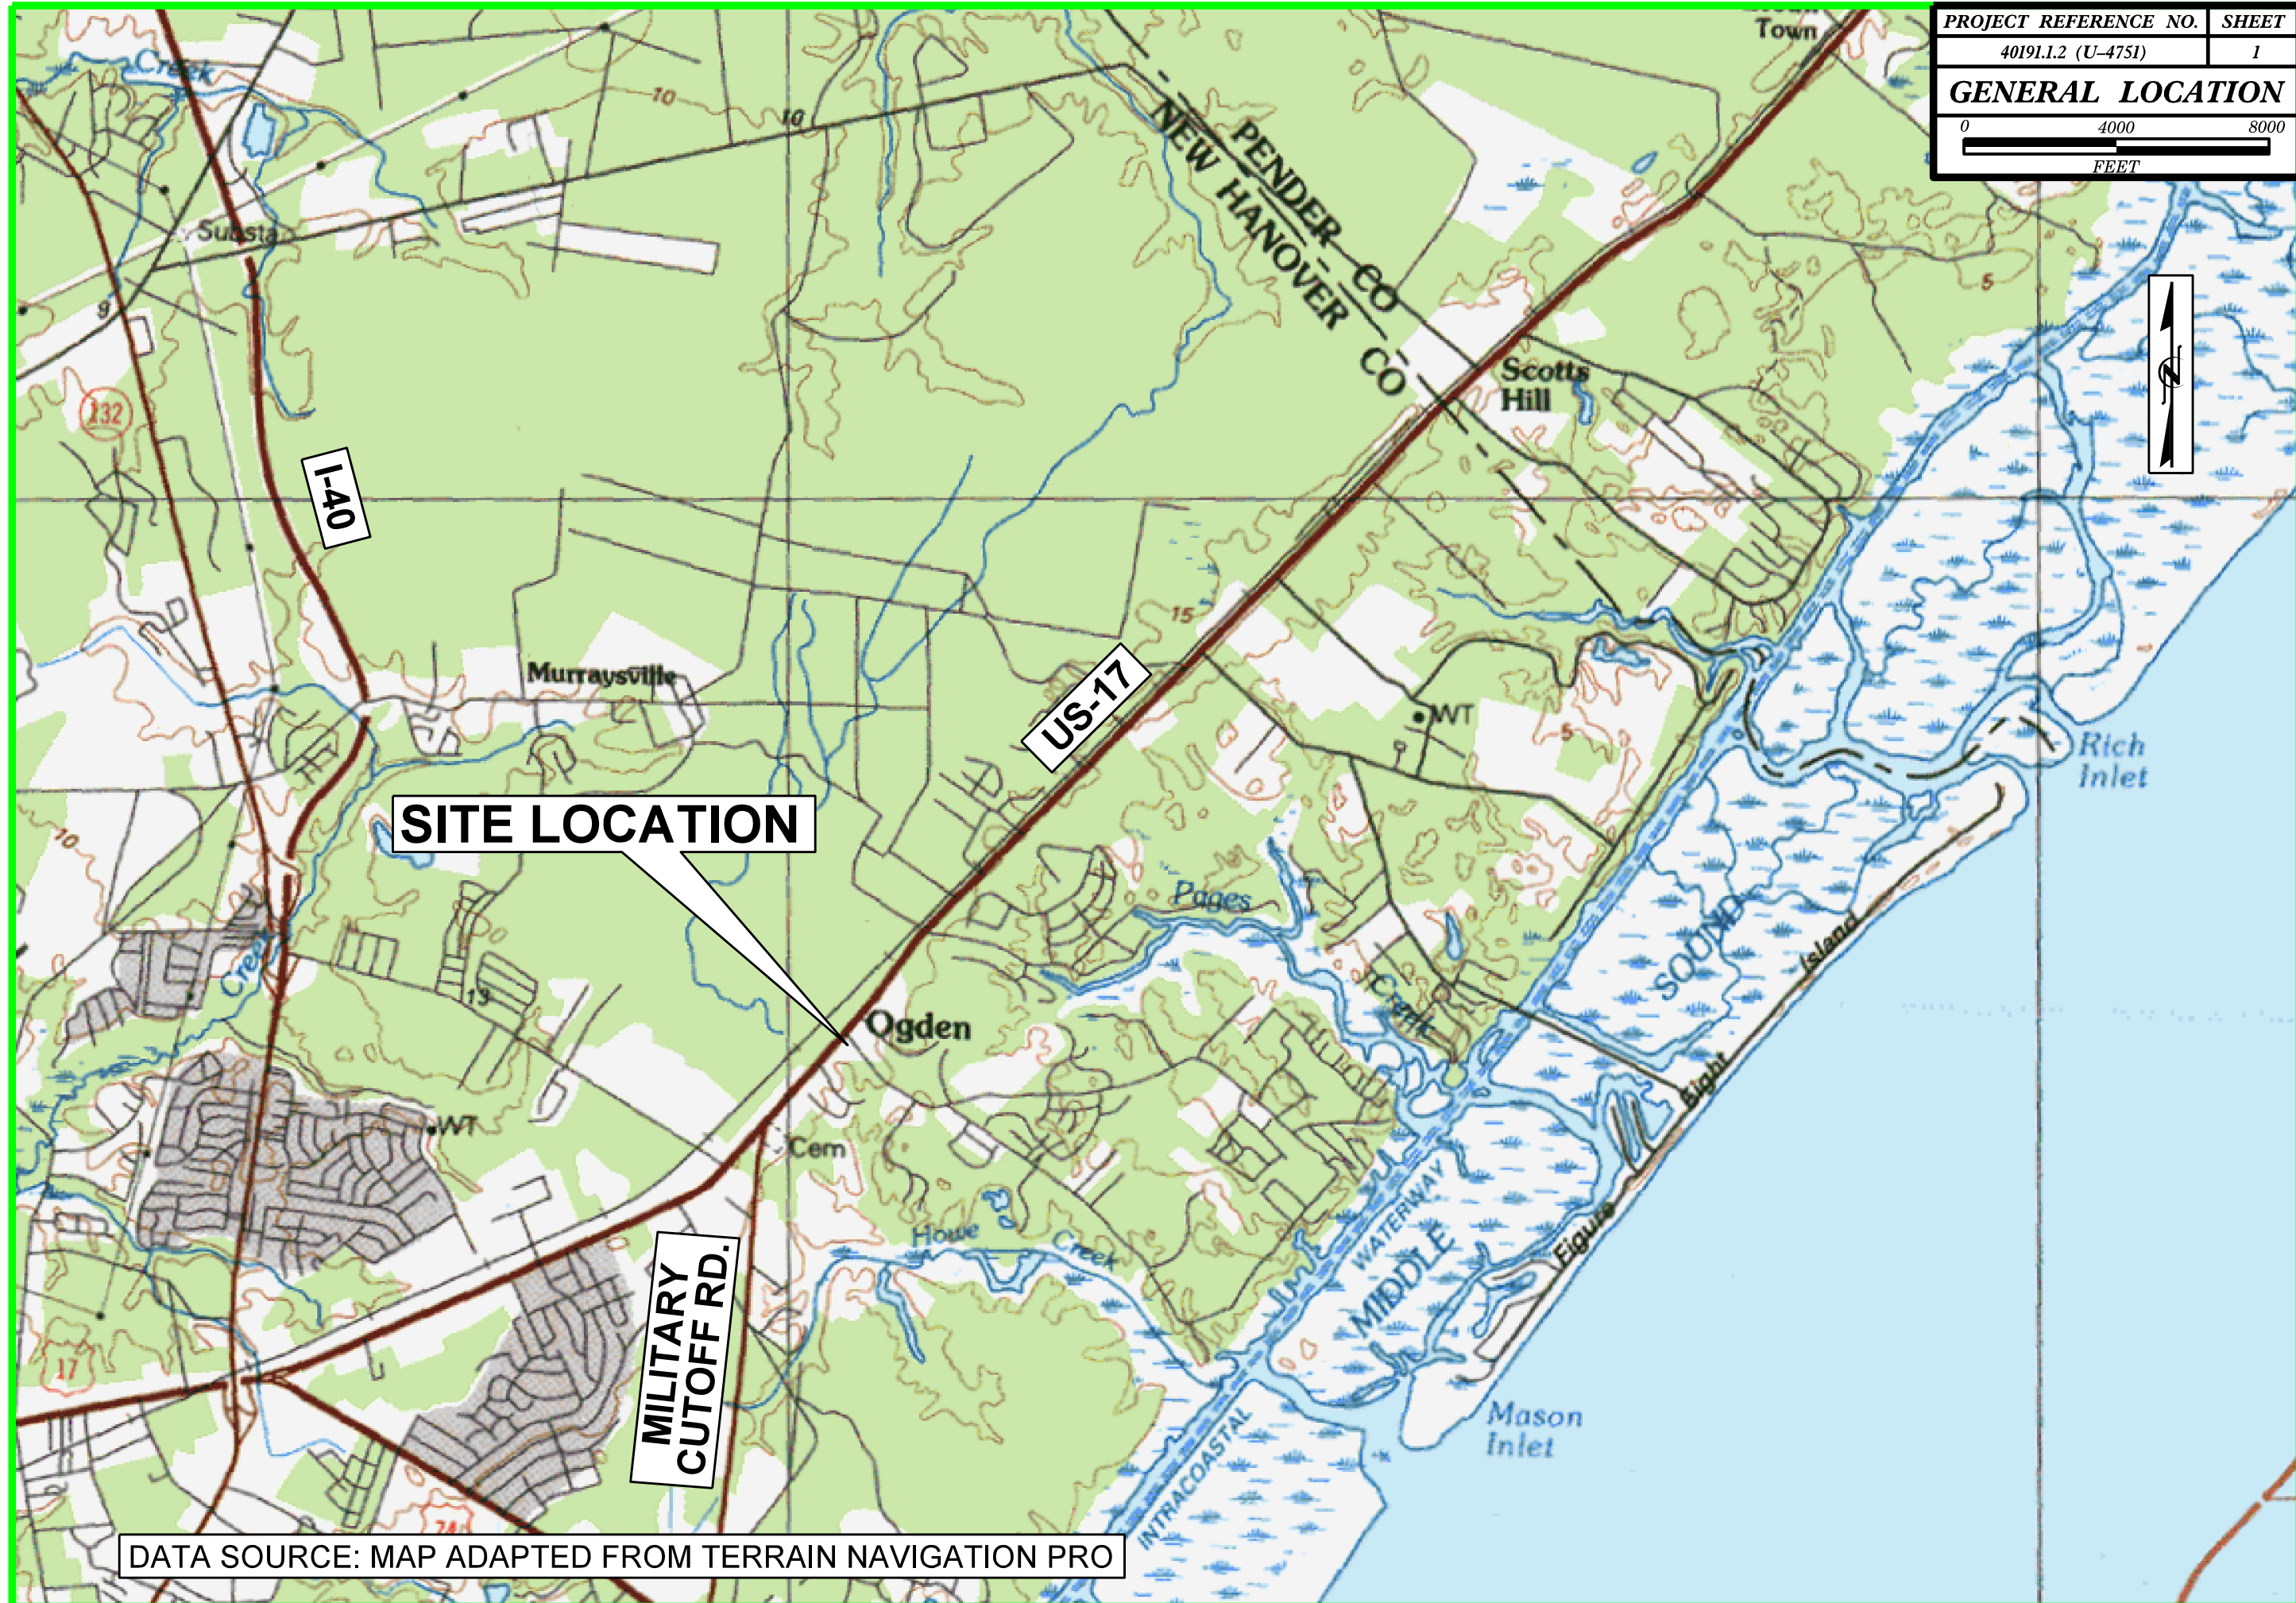 PROJECT REFERENCE NO. SHEET
40191.1.2 (U-4751) 1
GENERAL LOCATION
0 4000 8000
FEET
Town
Creek
10
10
PENDER CO
NEW HANOVER CO
Substa
9
5
132
Scotts
Hill
I-40
15
Murraysville
US-17
WT
5
Rich
Inlet
SITE LOCATION
10
Pages
Creek
SOUND
Island
Creek
13
Ogden
Eight
WT
Cem
WATERWAY
MIDDLE
Figure
Howe Creek
MILITARY
CUTOFF RD.
17
Mason
Inlet
INTRACOASTAL
74
DATA SOURCE: MAP ADAPTED FROM TERRAIN NAVIGATION PRO